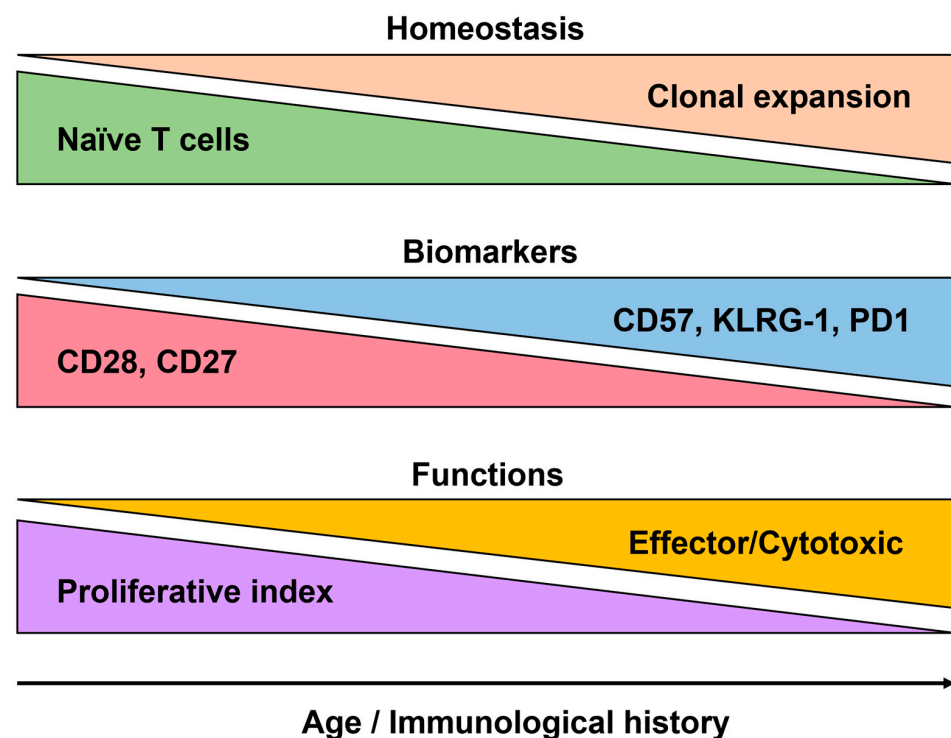 Homeostasis
Clonal expansion
Naïve T cells
Biomarkers
CD57, KLRG-1, PD1
CD28, CD27
Functions
Effector/Cytotoxic
Proliferative index
Age / Immunological history